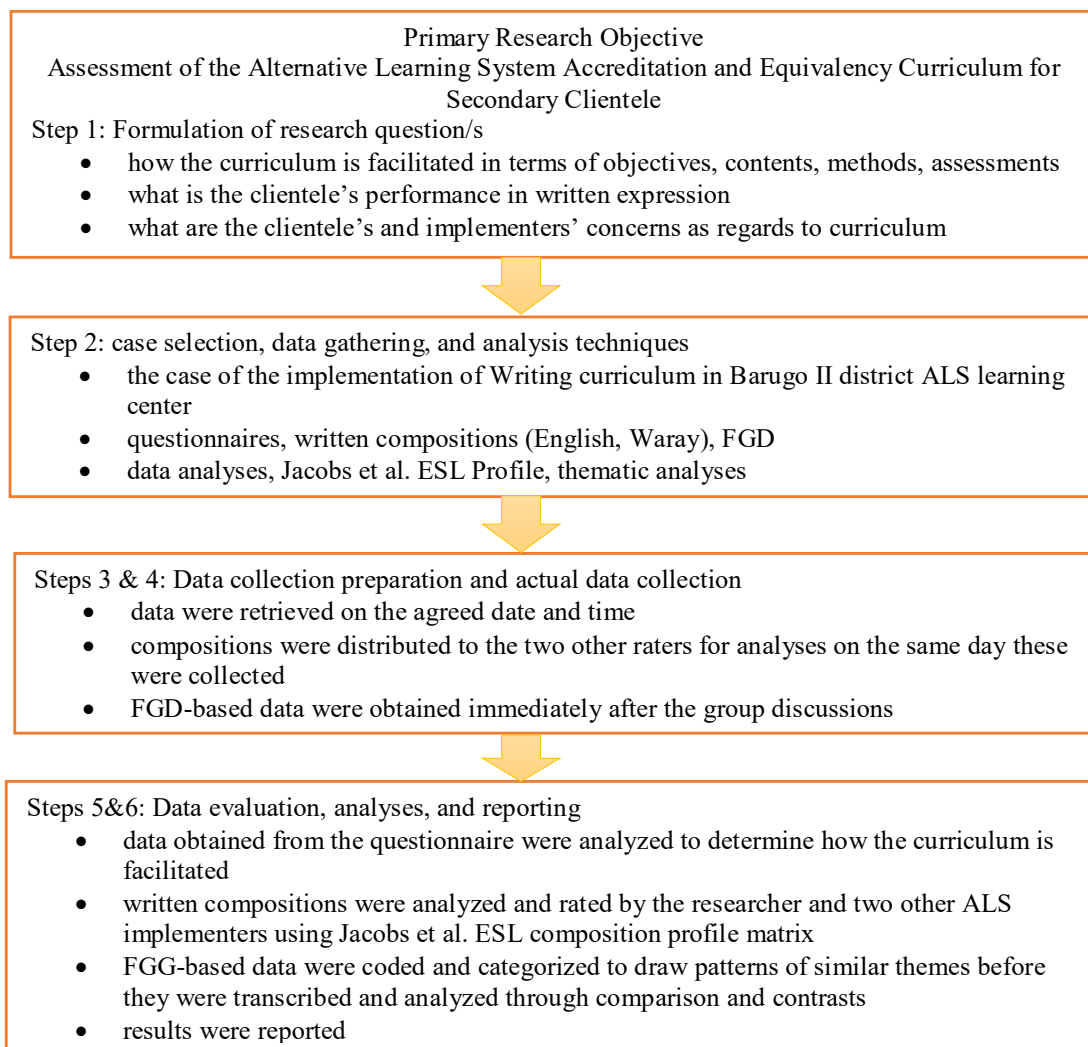 Primary Research Objective
Assessment of the Alternative Learning System Accreditation and Equivalency Curriculum for
Secondary Clientele
Step 1: Formulation of research question/s
• how the curriculum is facilitated in terms of objectives, contents, methods, assessments
• what is the clientele’s performance in written expression
• what are the clientele’s and implementers’ concerns as regards to curriculum
Step 2: case selection, data gathering, and analysis techniques
• the case of the implementation of Writing curriculum in Barugo II district ALS learning
center
• questionnaires, written compositions (English, Waray), FGD
• data analyses, Jacobs et al. ESL Profile, thematic analyses
Steps 3 & 4: Data collection preparation and actual data collection
• data were retrieved on the agreed date and time
• compositions were distributed to the two other raters for analyses on the same day these
were collected
• FGD-based data were obtained immediately after the group discussions
Steps 5&6: Data evaluation, analyses, and reporting
• data obtained from the questionnaire were analyzed to determine how the curriculum is
facilitated
• written compositions were analyzed and rated by the researcher and two other ALS
implementers using Jacobs et al. ESL composition profile matrix
• FGG-based data were coded and categorized to draw patterns of similar themes before
they were transcribed and analyzed through comparison and contrasts
• results were reported